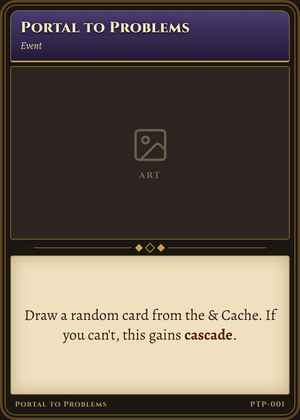 Portal to Problems
Event
ART
Draw a random card from the & Cache. If
you can't, this gains cascade.
Portal to Problems PTP-001